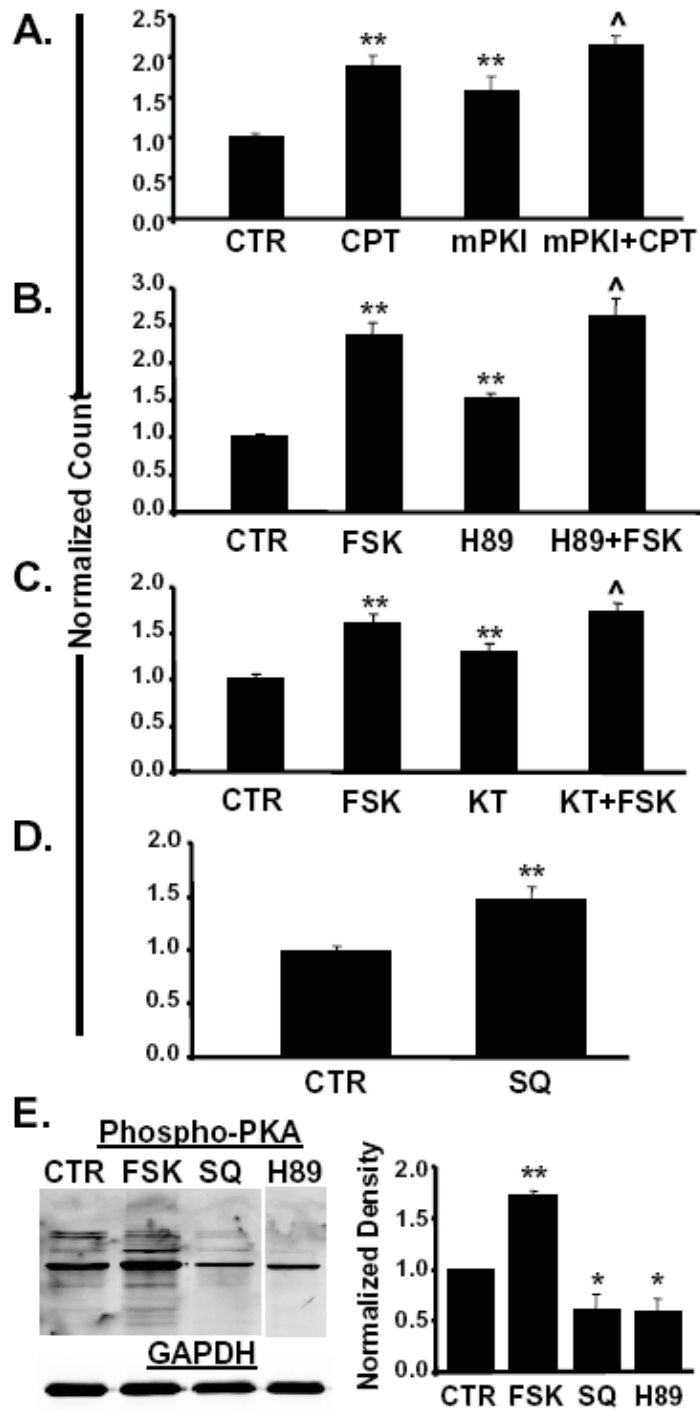 A.
2.5
2.0
1.5
1.0
0.5
0.0
** ** ^
CTR CPT mPKI mPKI+CPT
B.
3.0
2.5
2.0
1.5
1.0
0.5
0.0
** ** ^
CTR FSK H89 H89+FSK
Normalized Count
C.
2.0
1.5
1.0
0.5
0.0
** ** ^
CTR FSK KT KT+FSK
D.
2.0
1.5
1.0
0.5
0.0
**
CTR SQ
E.
Phospho-PKA
CTR FSK SQ H89
GAPDH
Normalized Density
2.0
1.5
1.0
0.5
0.0
** * *
CTR FSK SQ H89